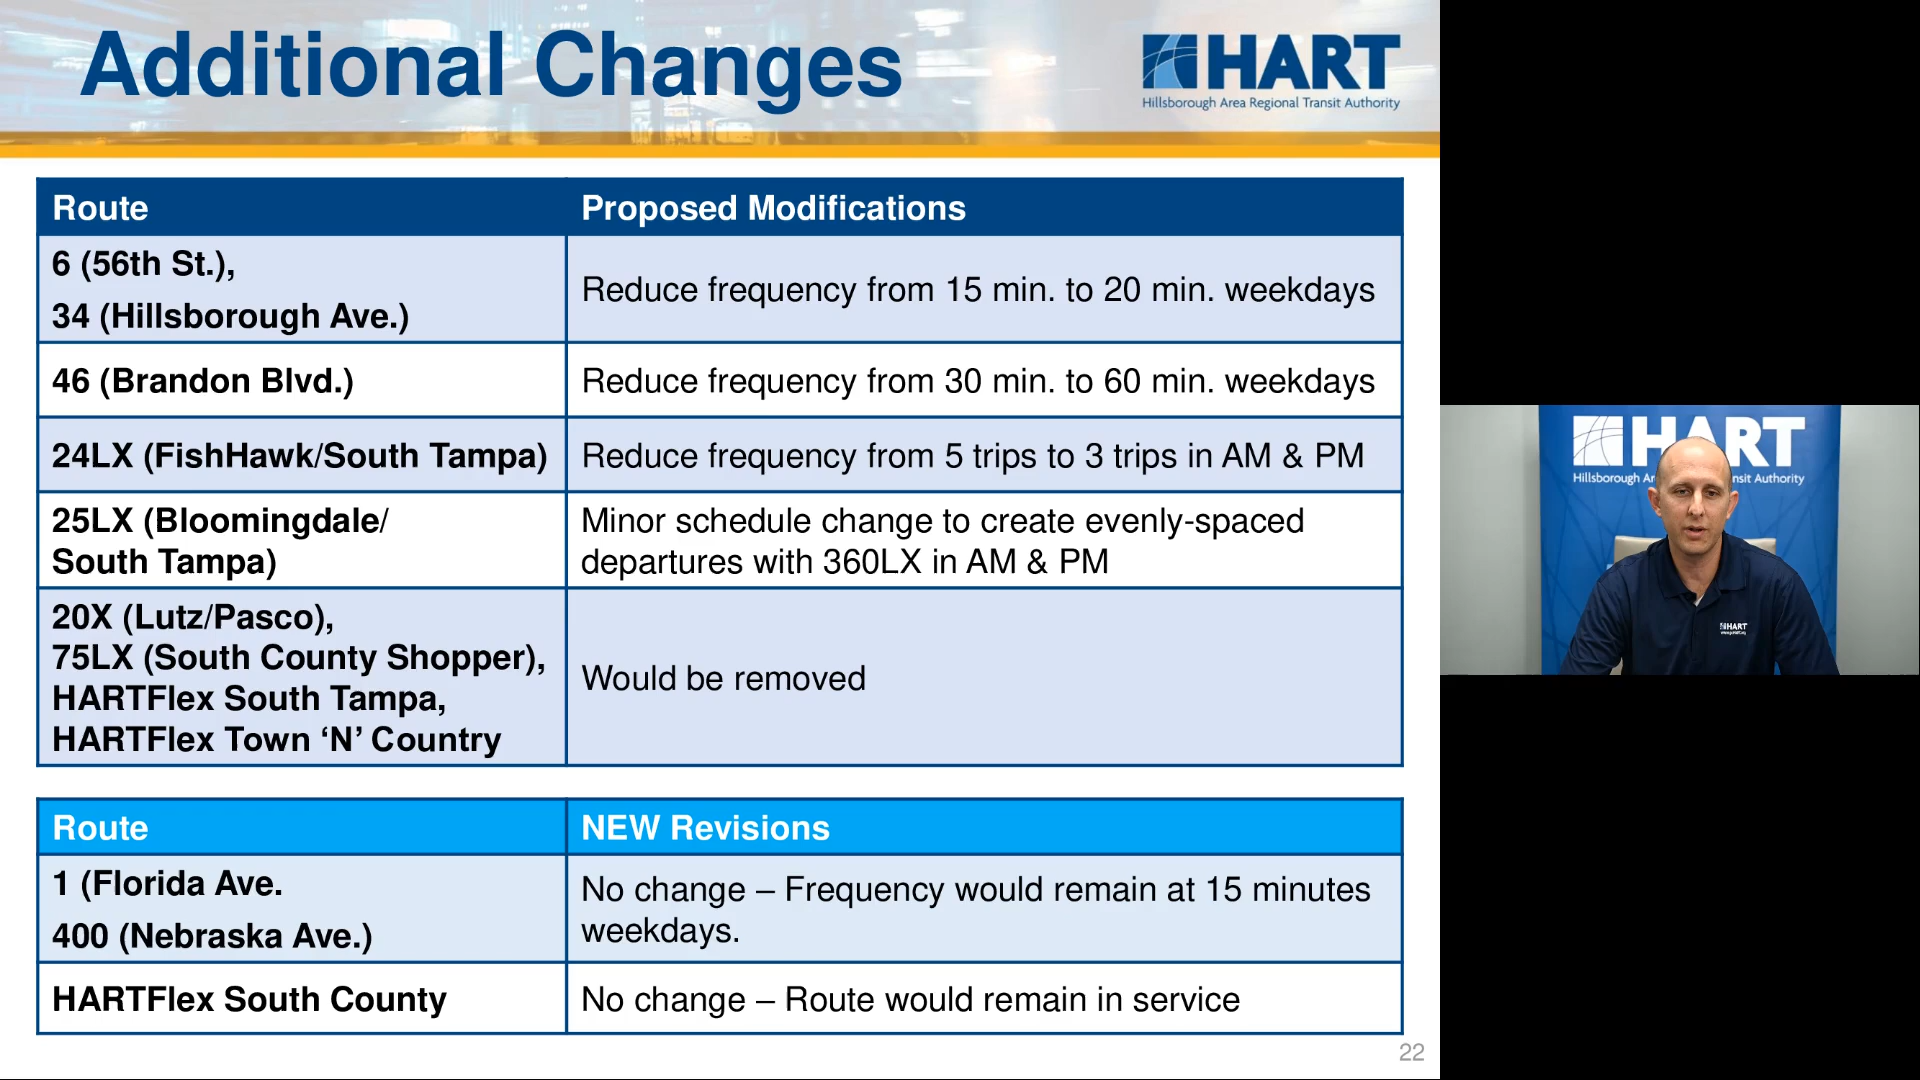 Additional Changes
HART
Hillsborough Area Regional Transit Authority
Route
Proposed Modifications
6 (56th St.),
34 (Hillsborough Ave.)
Reduce frequency from 15 min. to 20 min. weekdays
46 (Brandon Blvd.)
Reduce frequency from 30 min. to 60 min. weekdays
24LX (FishHawk/South Tampa)
Reduce frequency from 5 trips to 3 trips in AM & PM
25LX (Bloomingdale/
South Tampa)
Minor schedule change to create evenly-spaced
departures with 360LX in AM & PM
20X (Lutz/Pasco),
75LX (South County Shopper),
HARTFlex South Tampa,
HARTFlex Town ‘N’ Country
Would be removed
Route
NEW Revisions
1 (Florida Ave.
400 (Nebraska Ave.)
No change – Frequency would remain at 15 minutes
weekdays.
HARTFlex South County
No change – Route would remain in service
22
HART
Hillsborough Ar nsit Authority
HART